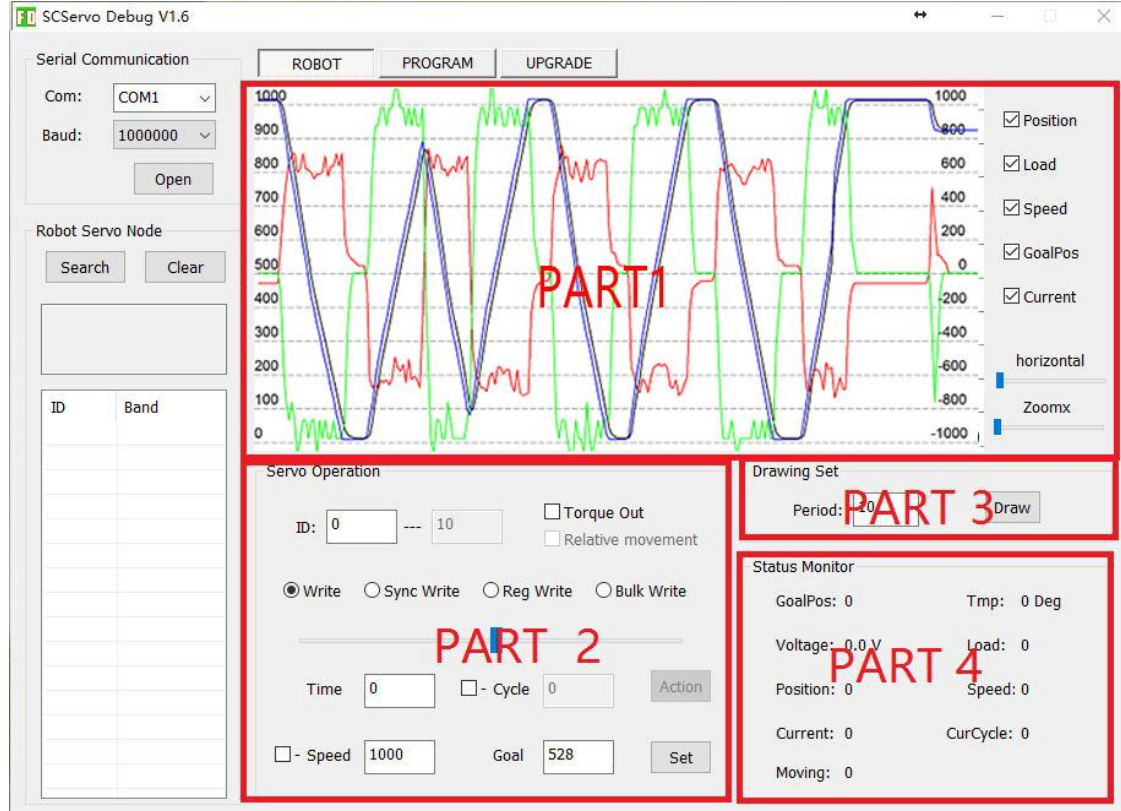 SCServo Debug V1.6
Serial Communication
Com: COM1
Baud: 1000000
Open
Robot Servo Node
Search Clear
ID Band
ROBOT PROGRAM UPGRADE
1000 1000
900 800
800 600
700 400
600 200
500 0
400 -200
300 -400
200 -600
100 -800
0 -1000
PART1
Position
Load
Speed
GoalPos
Current
horizontal
Zoomx
Servo Operation
ID: 0 --- 10
Torque Out
Relative movement
Write Sync Write Reg Write Bulk Write
PART 2
Time 0 - Cycle 0 Action
- Speed 1000 Goal 528 Set
Drawing Set
Period: 10 Draw
PART 3
Status Monitor
GoalPos: 0 Tmp: 0 Deg
Voltage: 0.0 V Load: 0
PART 4
Position: 0 Speed: 0
Current: 0 CurCycle: 0
Moving: 0